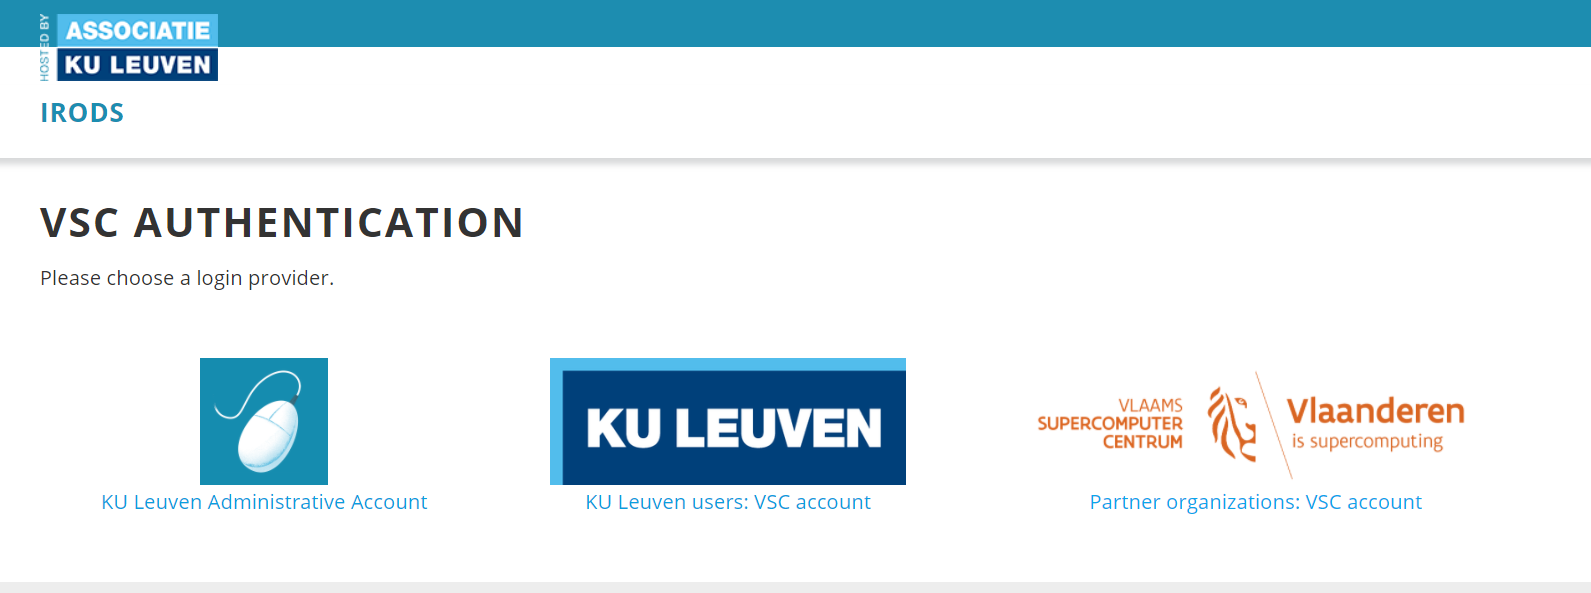 HOSTED BY
ASSOCIATIE
KU LEUVEN
IRODS
VSC AUTHENTICATION
Please choose a login provider.
KU LEUVEN
VLAAMS
SUPERCOMPUTER
CENTRUM
Vlaanderen
is supercomputing
KU Leuven Administrative Account
KU Leuven users: VSC account
Partner organizations: VSC account